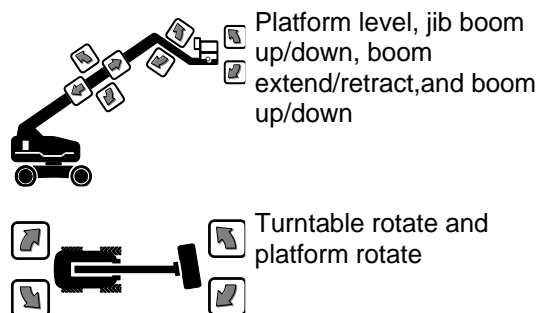 Platform level, jib boom
up/down, boom
extend/retract,and boom
up/down
Turntable rotate and
platform rotate